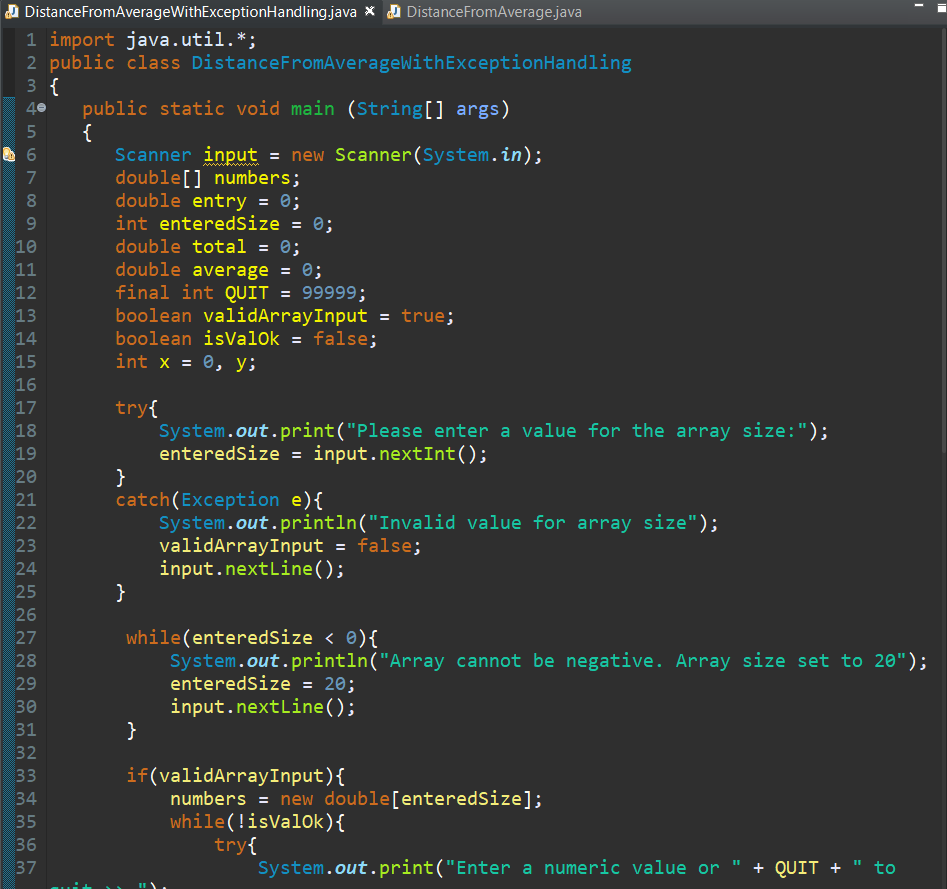 DistanceFromAverageWithExceptionHandling.java × DistanceFromAverage.java
1 import java.util.*;
2 public class DistanceFromAverageWithExceptionHandling
3 {
4 public static void main (String[] args)
5 {
6 Scanner input = new Scanner(System.in);
7 double[] numbers;
8 double entry = 0;
9 int enteredSize = 0;
10 double total = 0;
11 double average = 0;
12 final int QUIT = 99999;
13 boolean validArrayInput = true;
14 boolean isValOk = false;
15 int x = 0, y;
16
17 try{
18 System.out.print("Please enter a value for the array size:");
19 enteredSize = input.nextInt();
20 }
21 catch(Exception e){
22 System.out.println("Invalid value for array size");
23 validArrayInput = false;
24 input.nextLine();
25 }
26
27 while(enteredSize < 0){
28 System.out.println("Array cannot be negative. Array size set to 20");
29 enteredSize = 20;
30 input.nextLine();
31 }
32
33 if(validArrayInput){
34 numbers = new double[enteredSize];
35 while(!isValOk){
36 try{
37 System.out.print("Enter a numeric value or " + QUIT + " to
quit >> ");